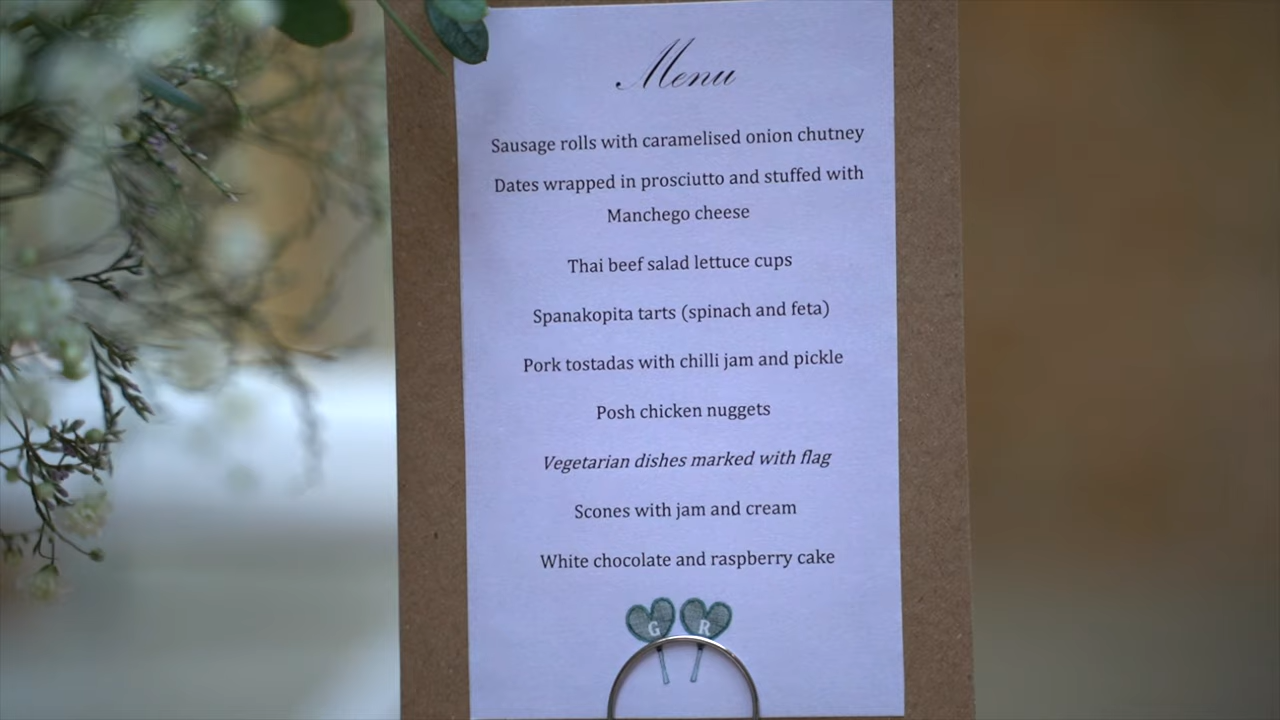 Menu
Sausage rolls with caramelised onion chutney
Dates wrapped in prosciutto and stuffed with
Manchego cheese
Thai beef salad lettuce cups
Spanakopita tarts (spinach and feta)
Pork tostadas with chilli jam and pickle
Posh chicken nuggets
Vegetarian dishes marked with flag
Scones with jam and cream
White chocolate and raspberry cake
G R